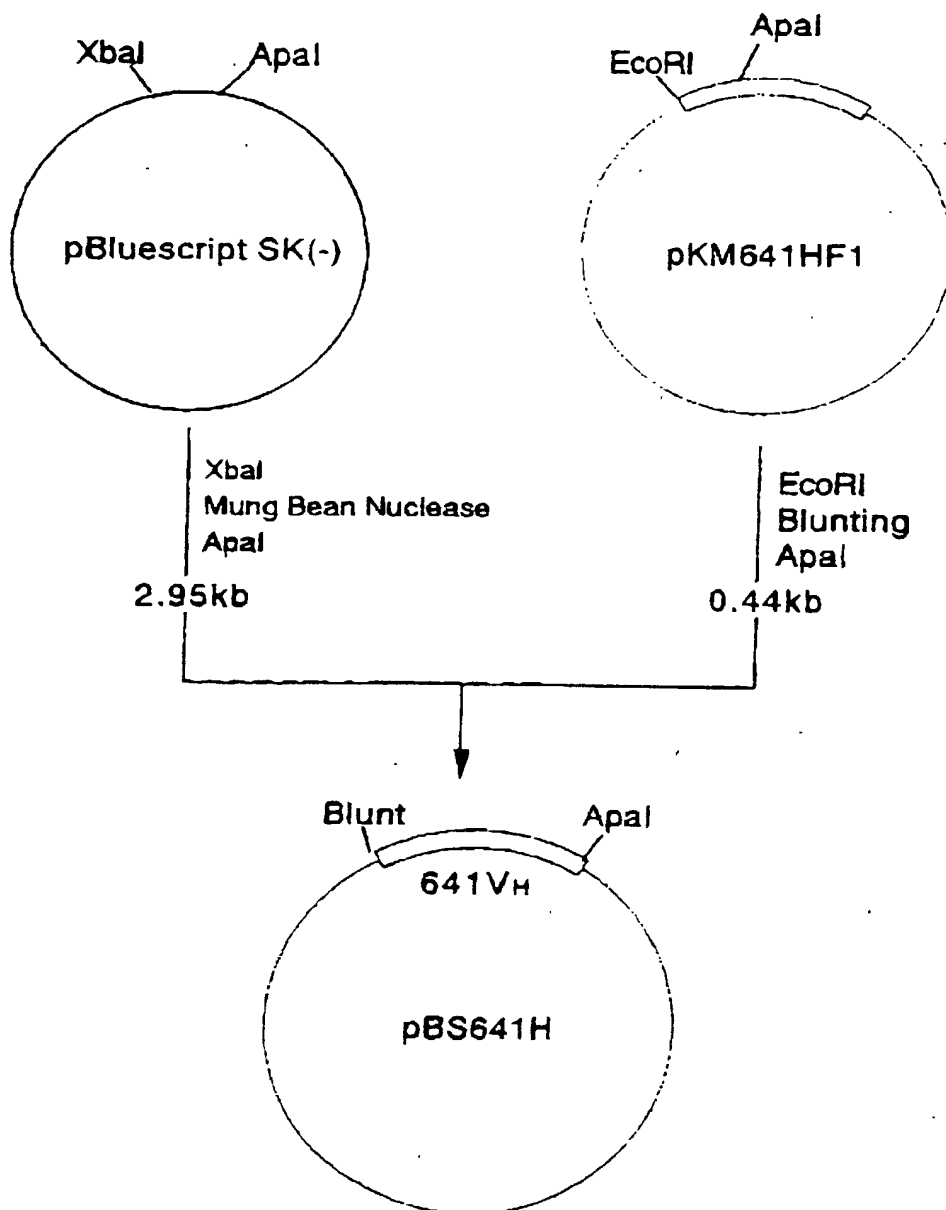 XbaI ApaI
pBluescript SK(-)
EcoRI ApaI
pKM641HF1
XbaI
Mung Bean Nuclease
ApaI
2.95kb
EcoRI
Blunting
ApaI
0.44kb
Blunt ApaI
641VH
pBS641H